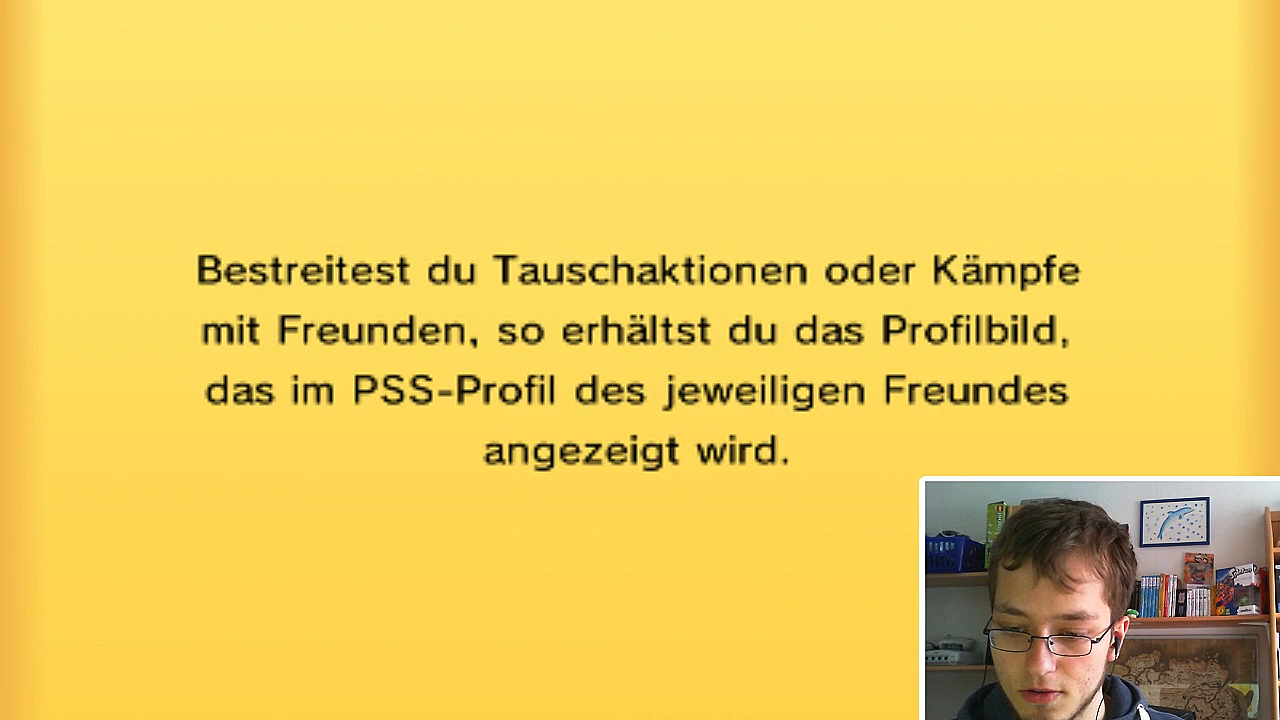 Bestreitest du Tauschaktionen oder Kämpfe
mit Freunden, so erhältst du das Profilbild,
das im PSS-Profil des jeweiligen Freundes
angezeigt wird.